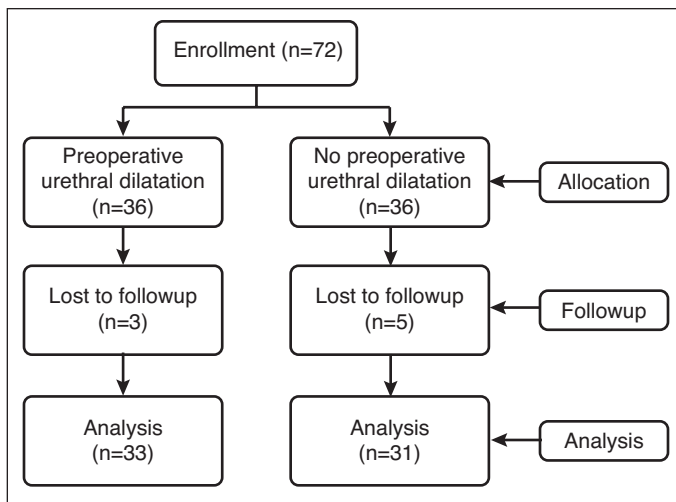 Enrollment (n=72)
Preoperative
urethral dilatation
(n=36)
No preoperative
urethral dilatation
(n=36)
Allocation
Lost to followup
(n=3)
Lost to followup
(n=5)
Followup
Analysis
(n=33)
Analysis
(n=31)
Analysis